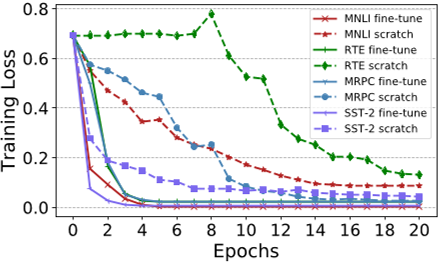 Training Loss
0.8
0.6
0.4
0.2
0.0
MNLI fine-tune
MNLI scratch
RTE fine-tune
RTE scratch
MRPC fine-tune
MRPC scratch
SST-2 fine-tune
SST-2 scratch
0 2 4 6 8 10 12 14 16 18 20
Epochs